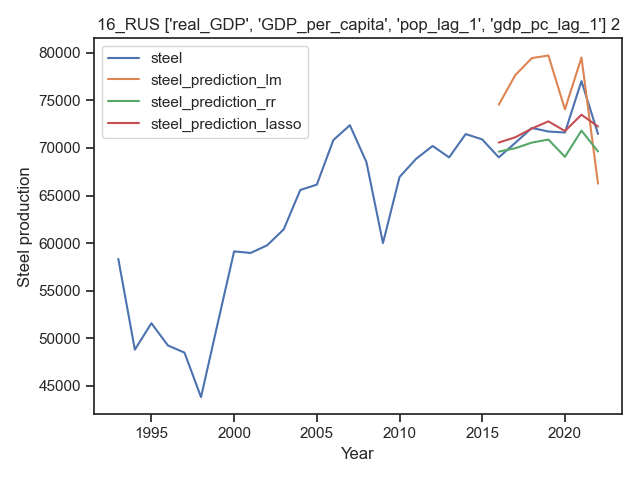 16_RUS ['real_GDP', 'GDP_per_capita', 'pop_lag_1', 'gdp_pc_lag_1'] 2
steel
steel_prediction_lm
steel_prediction_rr
steel_prediction_lasso
80000
75000
70000
65000
60000
55000
50000
45000
Steel production
1995
2000
2005
2010
2015
2020
Year